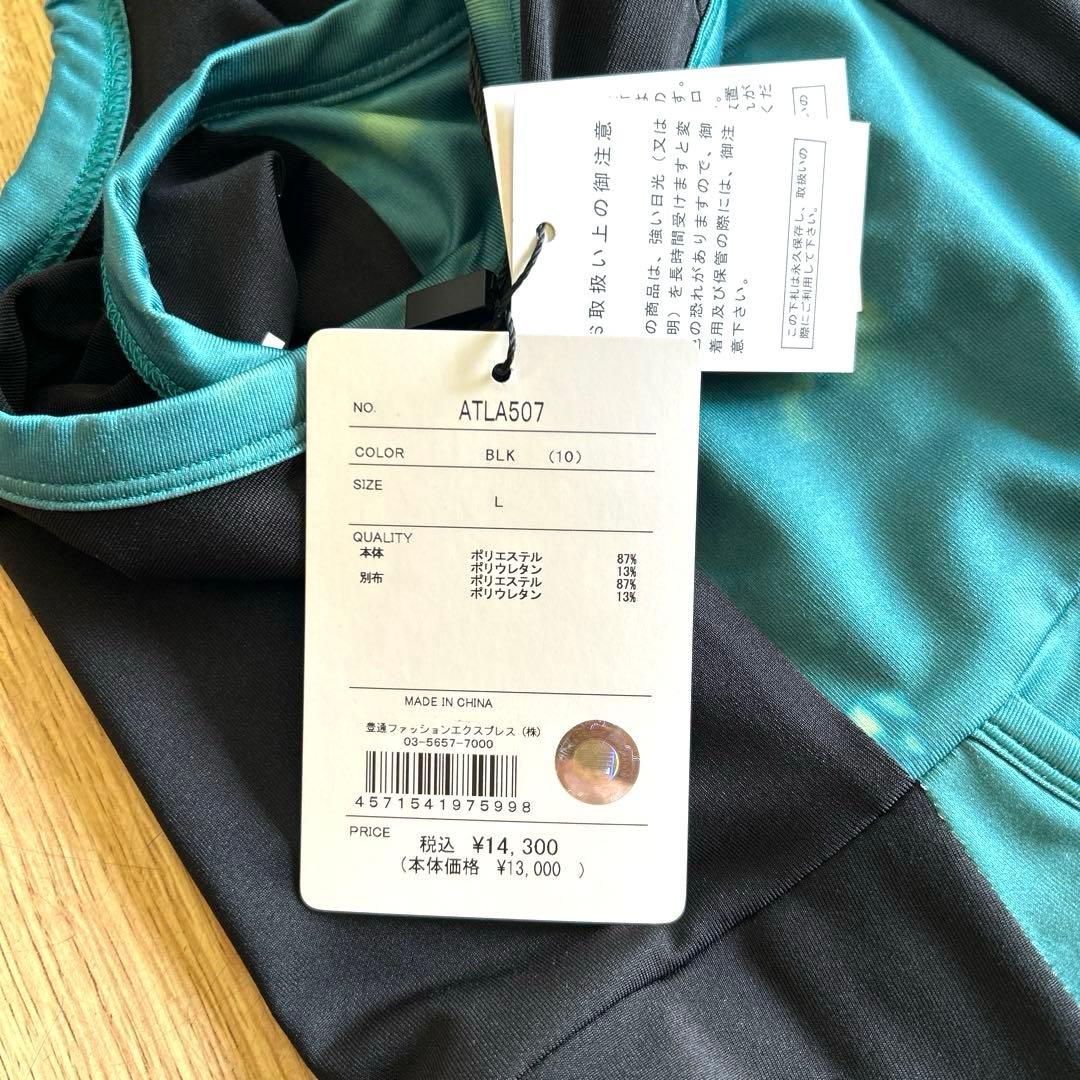 NO. ATLA507
COLOR BLK (10)
SIZE
L
QUALITY
本体 ポリエステル 87%
ポリウレタン 13%
別布 ポリエステル 87%
ポリウレタン 13%
MADE IN CHINA
豊通ファッションエクスプレス(株)
03-5657-7000
4571541975998
PRICE
税込 ¥14,300
(本体価格 ¥13,000 )
取扱い上の御注意
の商品は、強い日光(又は
明)を長時間受けますと変
の恐れがありますので、御
着用及び保管の際には、御注
意下さい。
この下札は永久保存し、取扱いの
際にご利用して下さい。